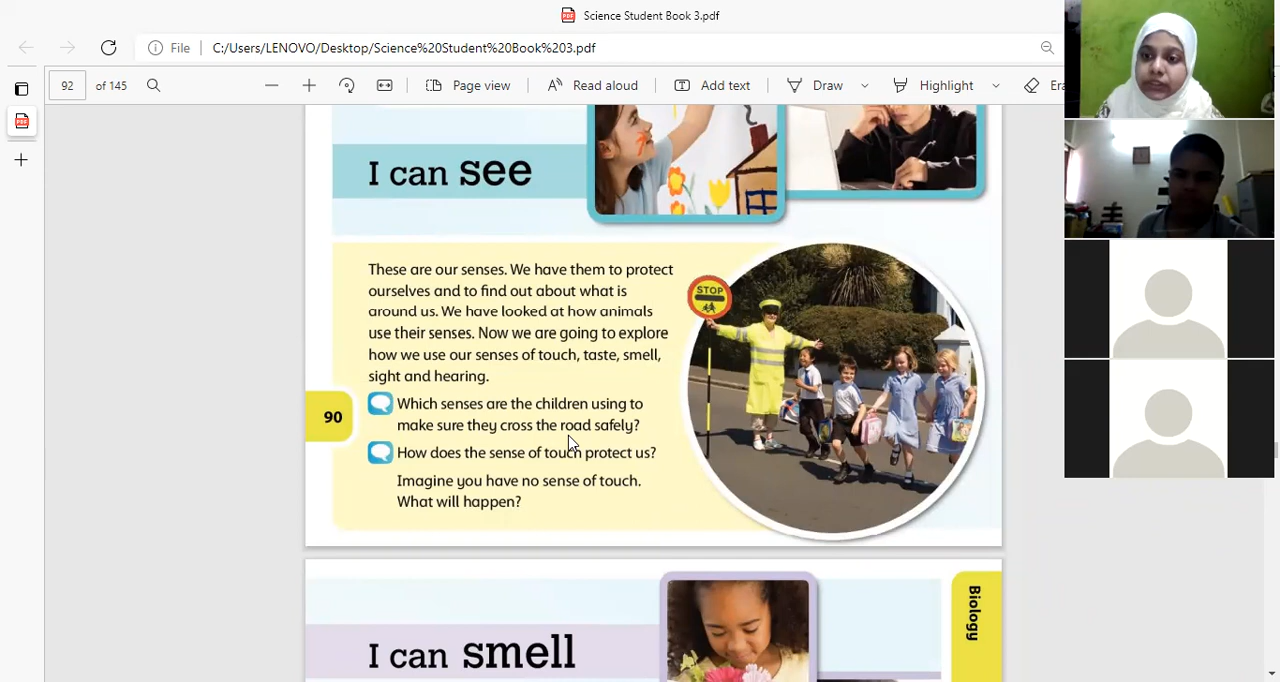 Science Student Book 3.pdf
File
C:/Users/LENOVO/Desktop/Science%20Student%20Book%203.pdf
92 of 145
Page view
Read aloud
Add text
Draw
Highlight
Era
I can see
These are our senses. We have them to protect
ourselves and to find out about what is
around us. We have looked at how animals
use their senses. Now we are going to explore
how we use our senses of touch, taste, smell,
sight and hearing.
90
Which senses are the children using to
make sure they cross the road safely?
How does the sense of touch protect us?
Imagine you have no sense of touch.
What will happen?
STOP
I can smell
Biology